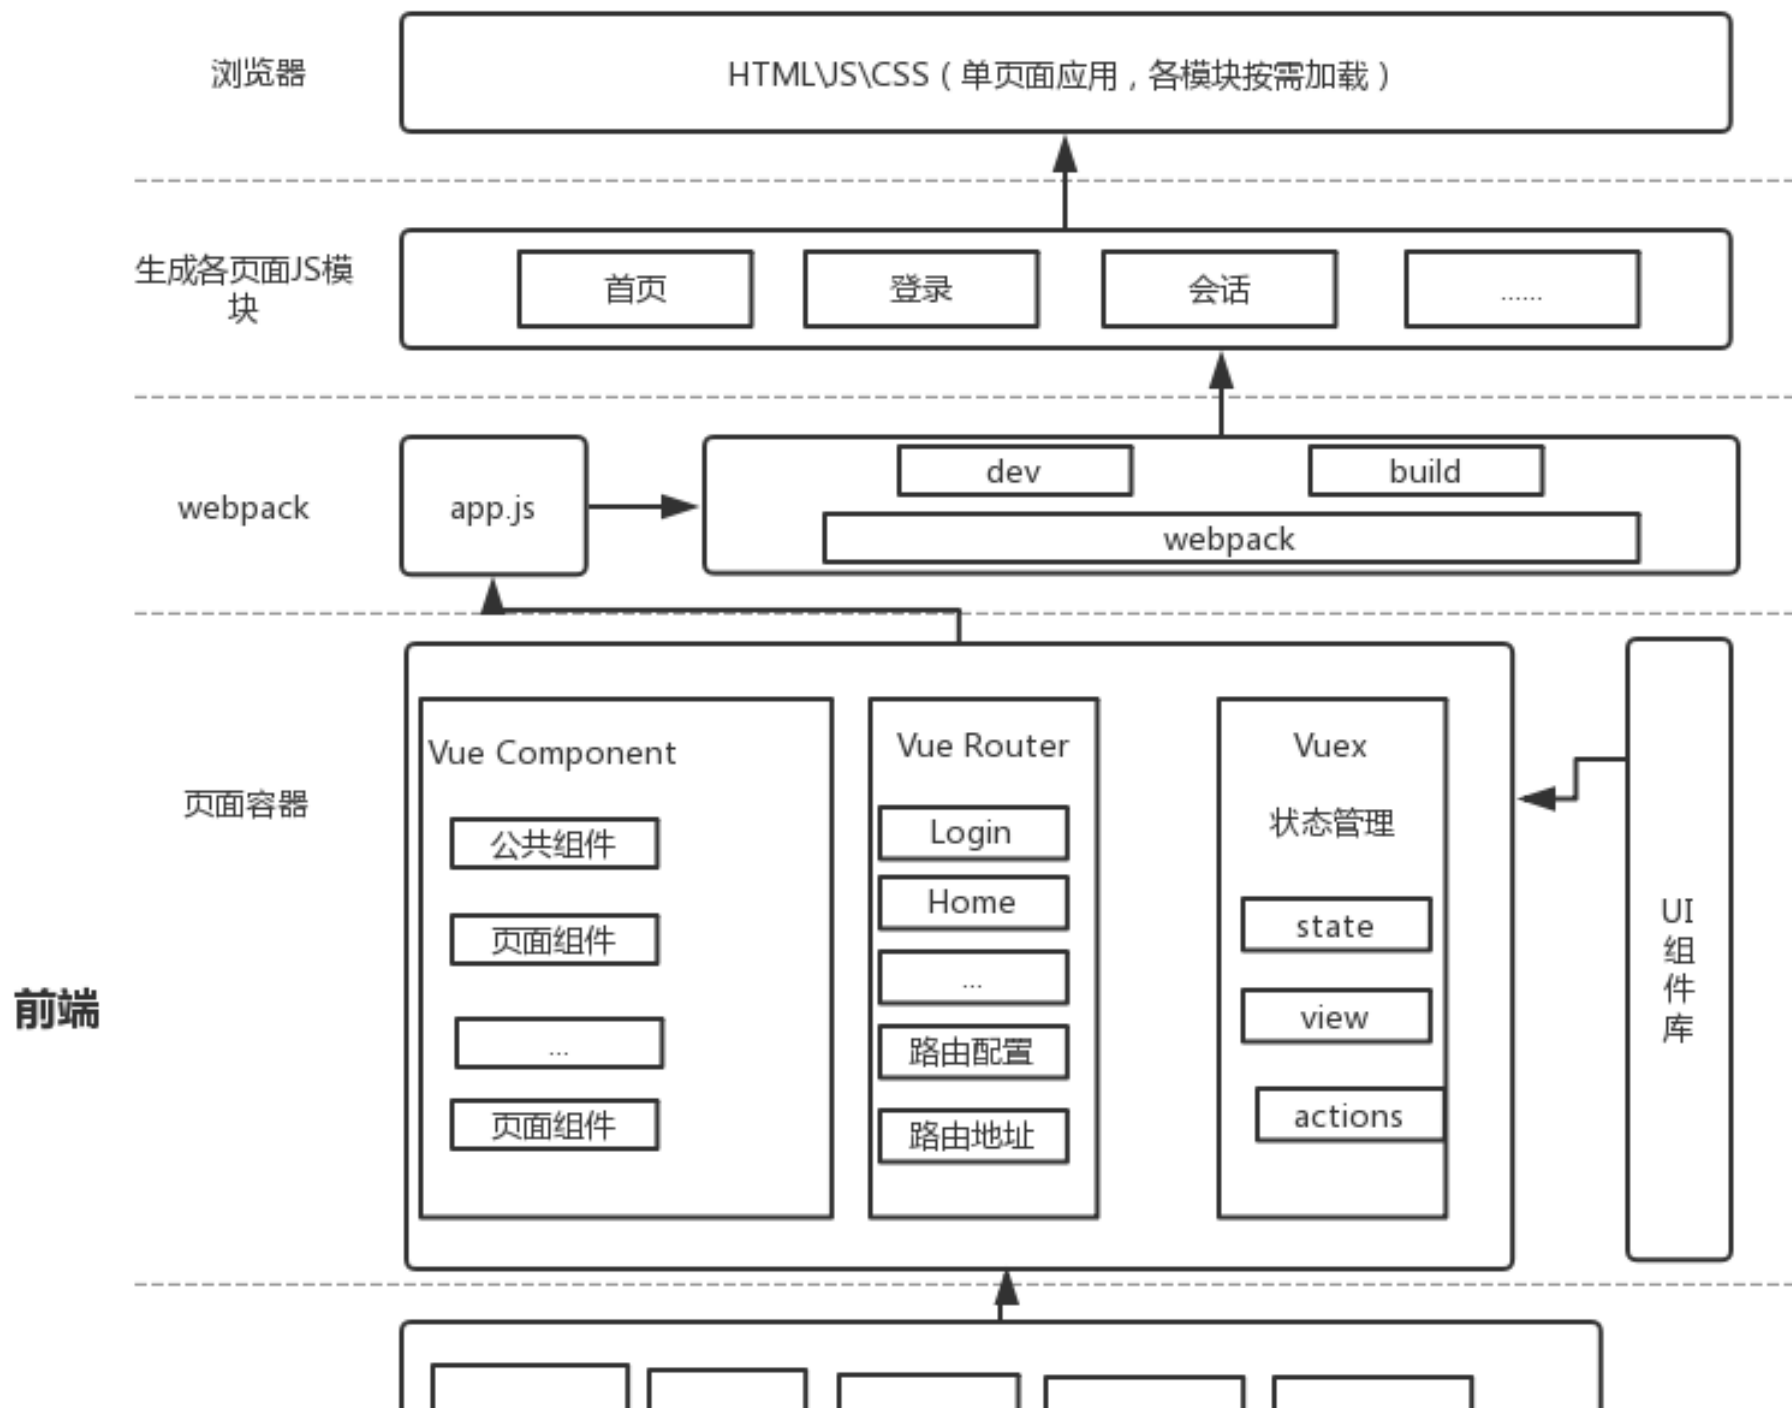 浏览器
HTML\JS\CSS（单页面应用，各模块按需加载）
生成各页面JS模
块
首页
登录
会话
......
webpack
app.js
dev
build
webpack
前端
页面容器
Vue Component
公共组件
页面组件
...
页面组件
Vue Router
Login
Home
...
路由配置
路由地址
Vuex
状态管理
state
view
actions
UI
组
件
库